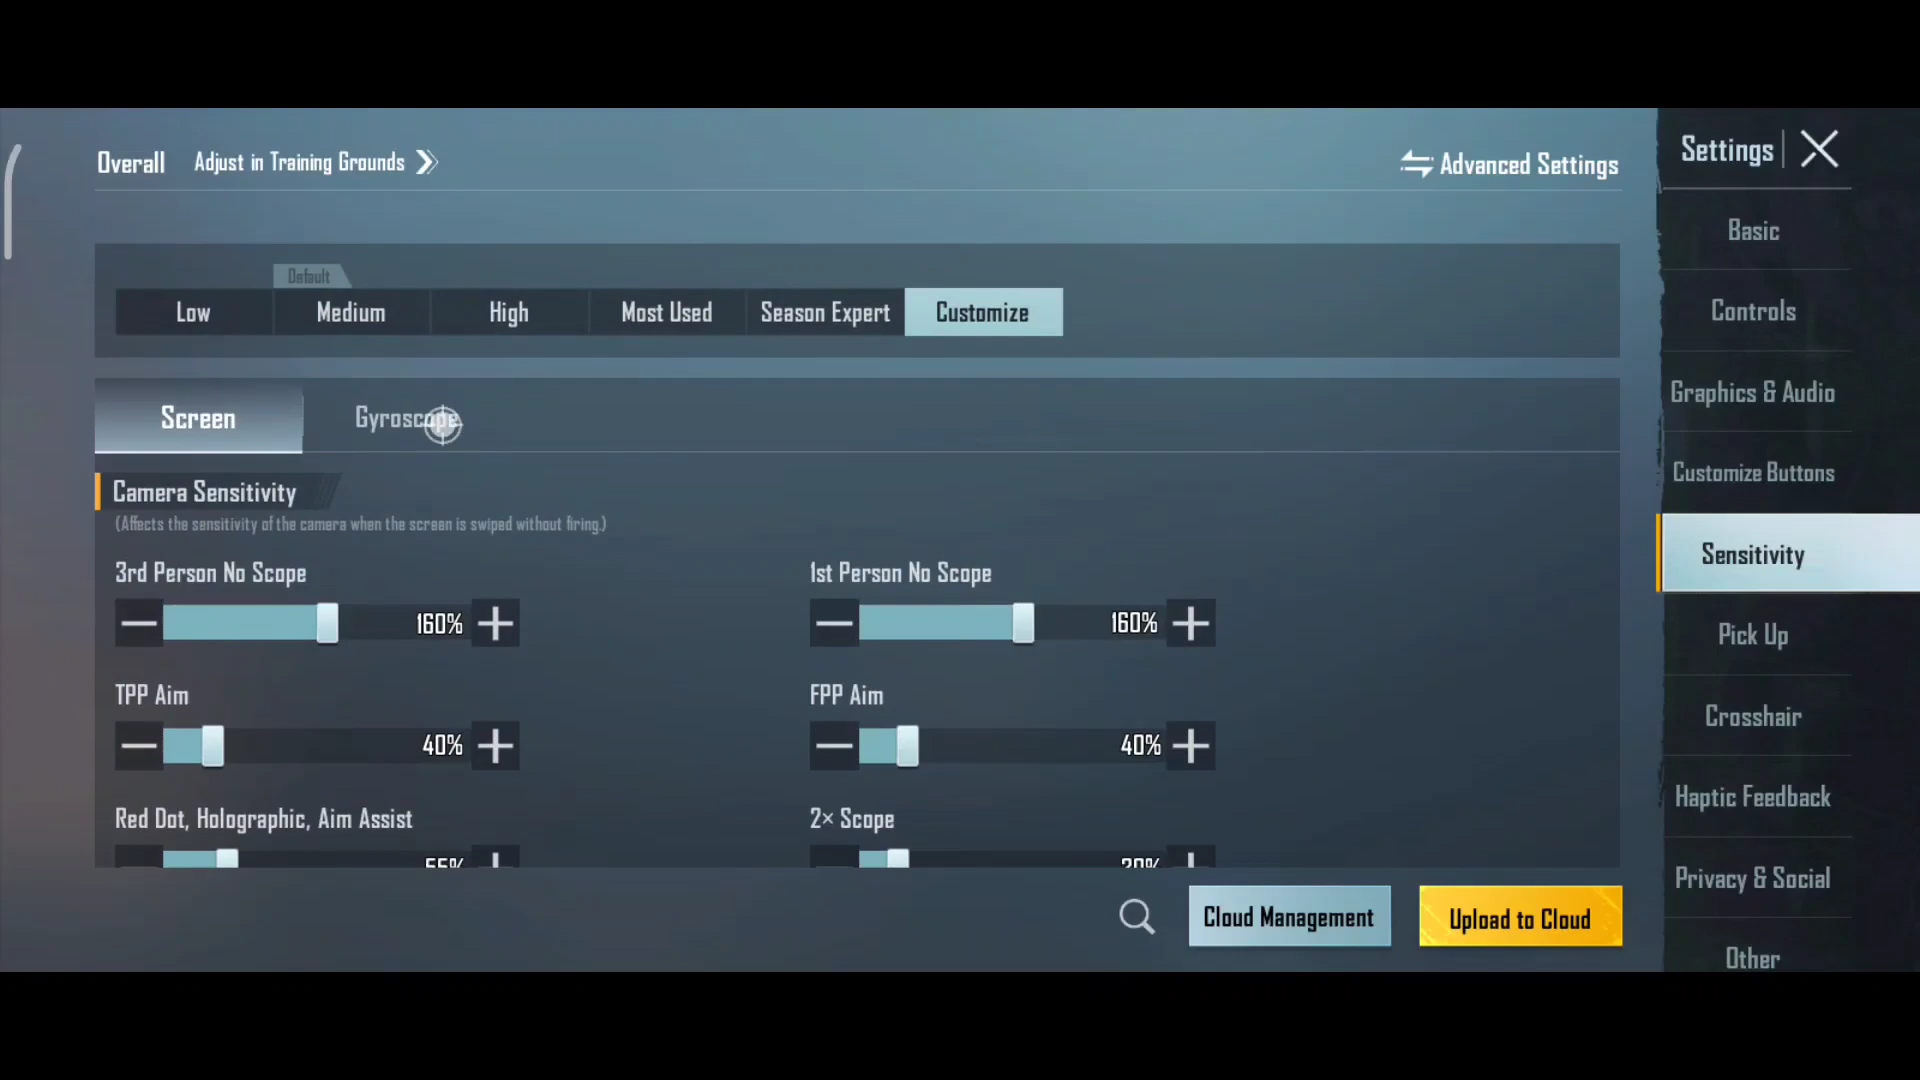 Overall
Adjust in Training Grounds
Advanced Settings
Settings
Default
Low
Medium
High
Most Used
Season Expert
Customize
Screen
Gyroscope
Camera Sensitivity
(Affects the sensitivity of the camera when the screen is swiped without firing.)
3rd Person No Scope
160%
1st Person No Scope
160%
TPP Aim
40%
FPP Aim
40%
Red Dot, Holographic, Aim Assist
55%
2× Scope
Cloud Management
Upload to Cloud
Basic
Controls
Graphics & Audio
Customize Buttons
Sensitivity
Pick Up
Crosshair
Haptic Feedback
Privacy & Social
Other